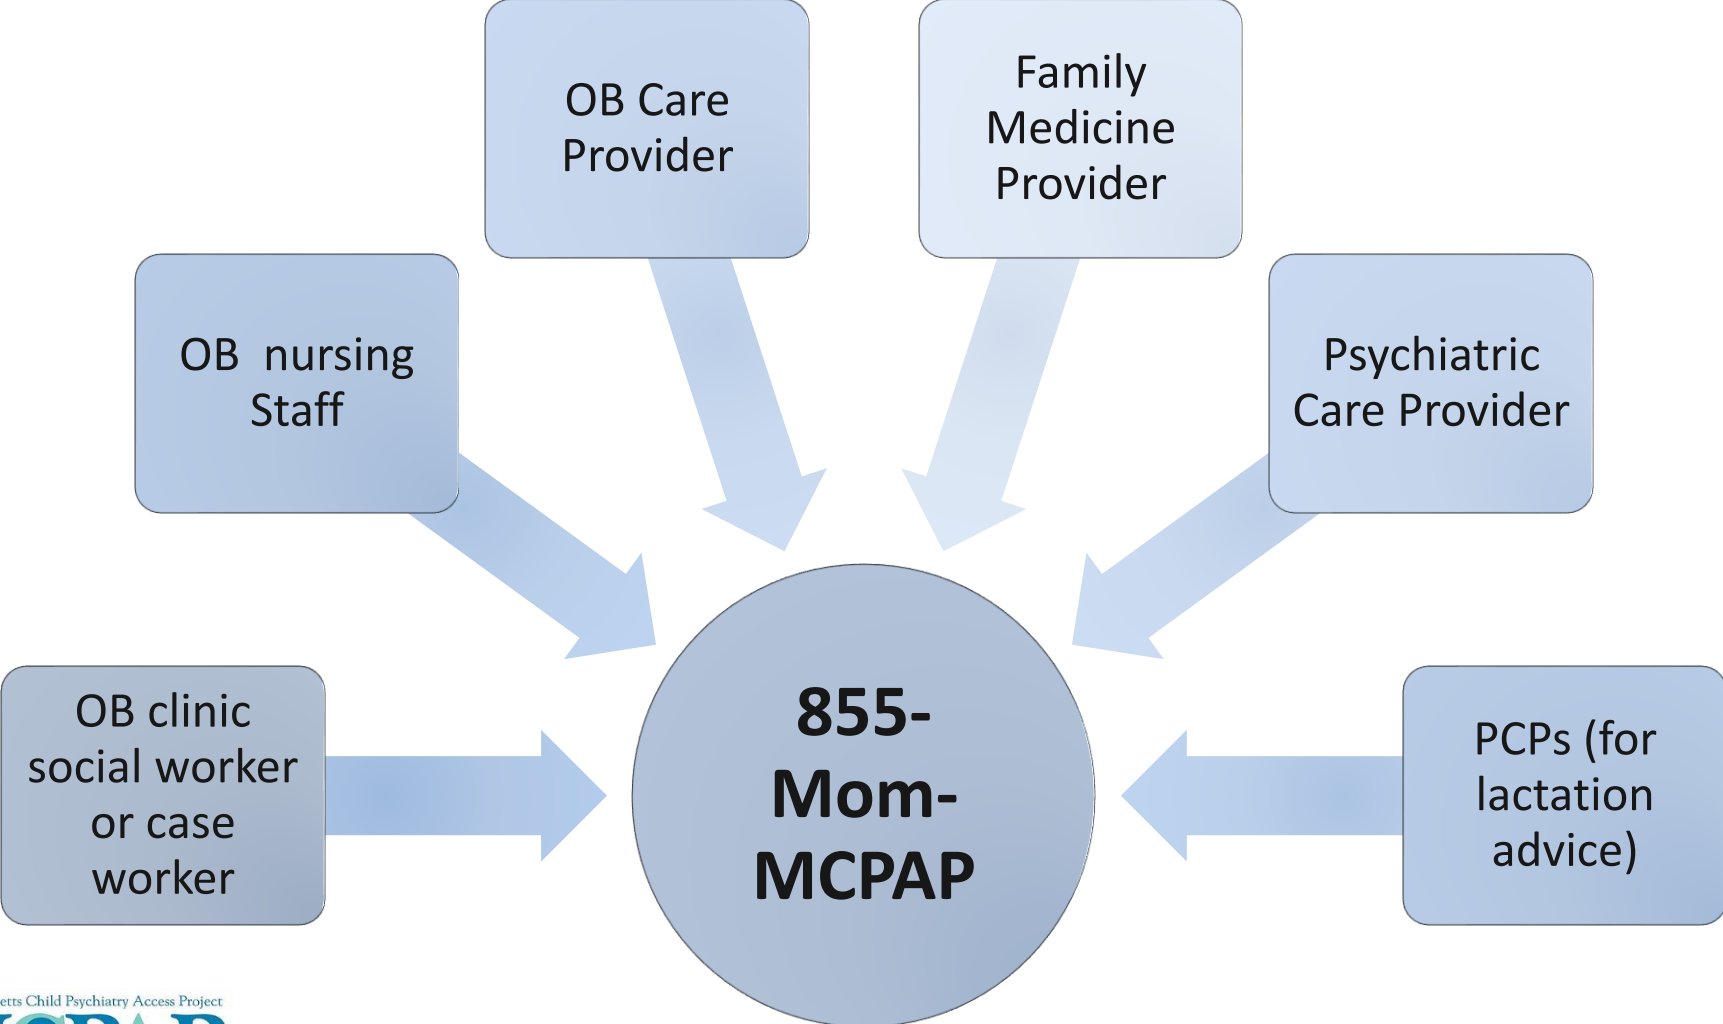 OB Care
Provider
Family
Medicine
Provider
OB  nursing
Staff
Psychiatric
Care Provider
OB clinic
social worker
or case
worker
855-
Mom-
MCPAP
PCPs (for
lactation
advice)
Child Psychiatry Access Project